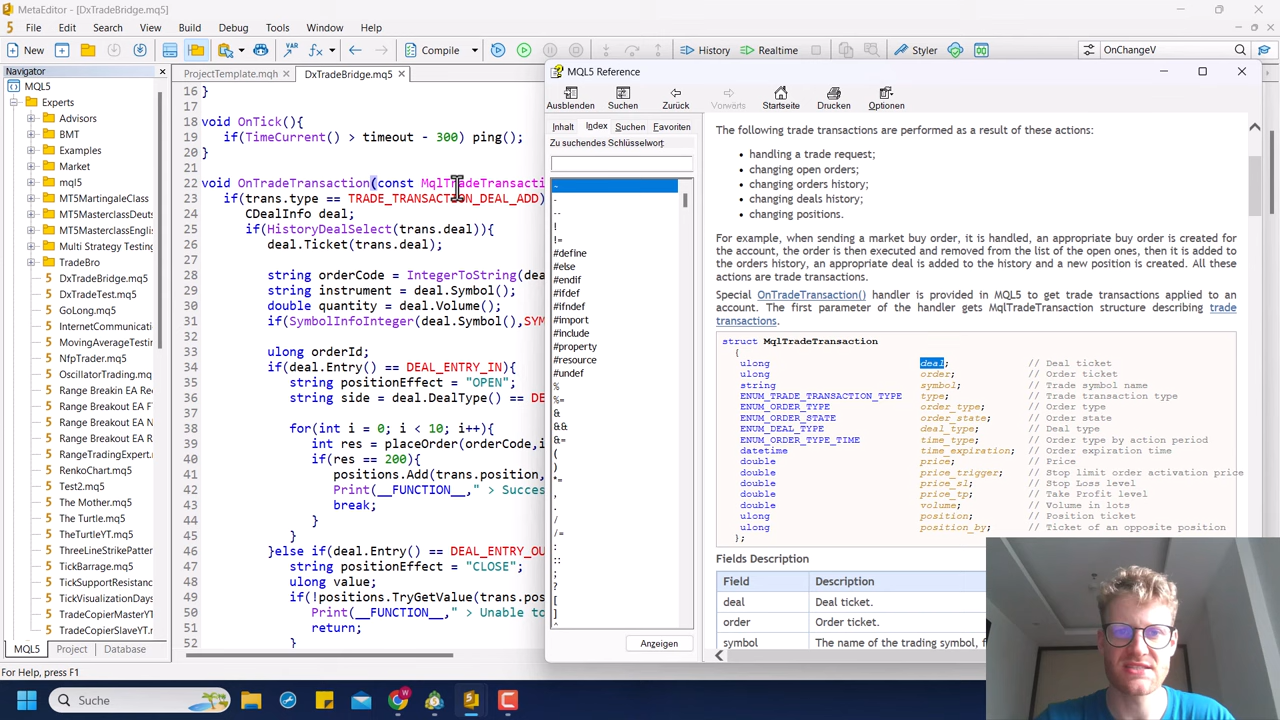 MetaEditor - [DxTradeBridge.mq5]
File Edit Search View Build Debug Tools Window Help
New Compile History Realtime Styler OnChangeV
Navigator
MQL5
Experts
Advisors
BMT
Examples
Market
mql5
MT5MartingaleClass
MT5MasterclassDeuts
MT5MasterclassEnglis
Multi Strategy Testing
TradeBro
DxTradeBridge.mq5
DxTradeTest.mq5
GoLong.mq5
InternetCommunicati
MovingAverageTest.m
NfpTrader.mq5
OscillatorTrading.mq
Range Breakin EA Rec
Range Breakout EA F
Range Breakout EA N
Range Breakout EA R
RangeTradingExpert.r
RenkoChart.mq5
Test2.mq5
The Mother.mq5
The Turtle.mq5
The TurtleYT.mq5
ThreeLineStrikePatter
TickBarrage.mq5
TickSupportResistanc
TradeCopierMasterYT
TradeCopierSlaveYT.m
MQL5 Project Database
ProjectTemplate.mqh DxTradeBridge.mq5
16 }
17
18 void OnTick(){
19 if(TimeCurrent() > timeout - 300) ping();
20 }
21
22 void OnTradeTransaction(const MqlTradeTransacti
23 if(trans.type == TRADE_TRANSACTION_DEAL_ADD)
24 CDealInfo deal;
25 if(HistoryDealSelect(trans.deal)){
26 deal.Ticket(trans.deal);
27
28 string orderCode = IntegerToString(dea
29 string instrument = deal.Symbol();
30 double quantity = deal.Volume();
31 if(SymbolInfoInteger(deal.Symbol(),SYM
32
33 ulong orderId;
34 if(deal.Entry() == DEAL_ENTRY_IN){
35 string positionEffect = "OPEN";
36 string side = deal.DealType() == DE
37
38 for(int i = 0; i < 10; i++){
39 int res = placeOrder(orderCode,i
40 if(res == 200){
41 positions.Add(trans.position,
42 Print(__FUNCTION__," > Succes
43 break;
44 }
45 }
46 }else if(deal.Entry() == DEAL_ENTRY_OU
47 string positionEffect = "CLOSE";
48 ulong value;
49 if(!positions.TryGetValue(trans.pos
50 Print(__FUNCTION__," > Unable to
51 return;
52 }
For Help, press F1
MQL5 Reference
Ausblenden Suchen Zurück Vorwärts Startseite Drucken Optionen
Inhalt Index Suchen Favoriten
Zu suchendes Schlüsselwort:
-
-
--
!
!=
#define
#else
#endif
#ifdef
#ifndef
#import
#include
#property
#resource
#undef
%
%=
&
&&
&=
(
)
*=
,
.
/
/=
:
::
;
?
[
]
^
Anzeigen
The following trade transactions are performed as a result of these actions:
• handling a trade request;
• changing open orders;
• changing orders history;
• changing deals history;
• changing positions.
For example, when sending a market buy order, it is handled, an appropriate buy order is created for
the account, the order is then executed and removed from the list of the open ones, then it is added to
the orders history, an appropriate deal is added to the history and a new position is created. All these
actions are trade transactions.
Special OnTradeTransaction() handler is provided in MQL5 to get trade transactions applied to an
account. The first parameter of the handler gets MqlTradeTransaction structure describing trade
transactions.
struct MqlTradeTransaction
{
ulong deal; // Deal ticket
ulong order; // Order ticket
string symbol; // Trade symbol name
ENUM_TRADE_TRANSACTION_TYPE type; // Trade transaction type
ENUM_ORDER_TYPE order_type; // Order type
ENUM_ORDER_STATE order_state; // Order state
ENUM_DEAL_TYPE deal_type; // Deal type
ENUM_ORDER_TYPE_TIME time_type; // Order type by action period
datetime time_expiration; // Order expiration time
double price; // Price
double price_trigger; // Stop limit order activation price
double price_sl; // Stop Loss level
double price_tp; // Take Profit level
double volume; // Volume in lots
ulong position; // Position ticket
ulong position_by; // Ticket of an opposite position
};
Fields Description
Field Description
deal Deal ticket.
order Order ticket.
symbol The name of the trading symbol, f
Suche